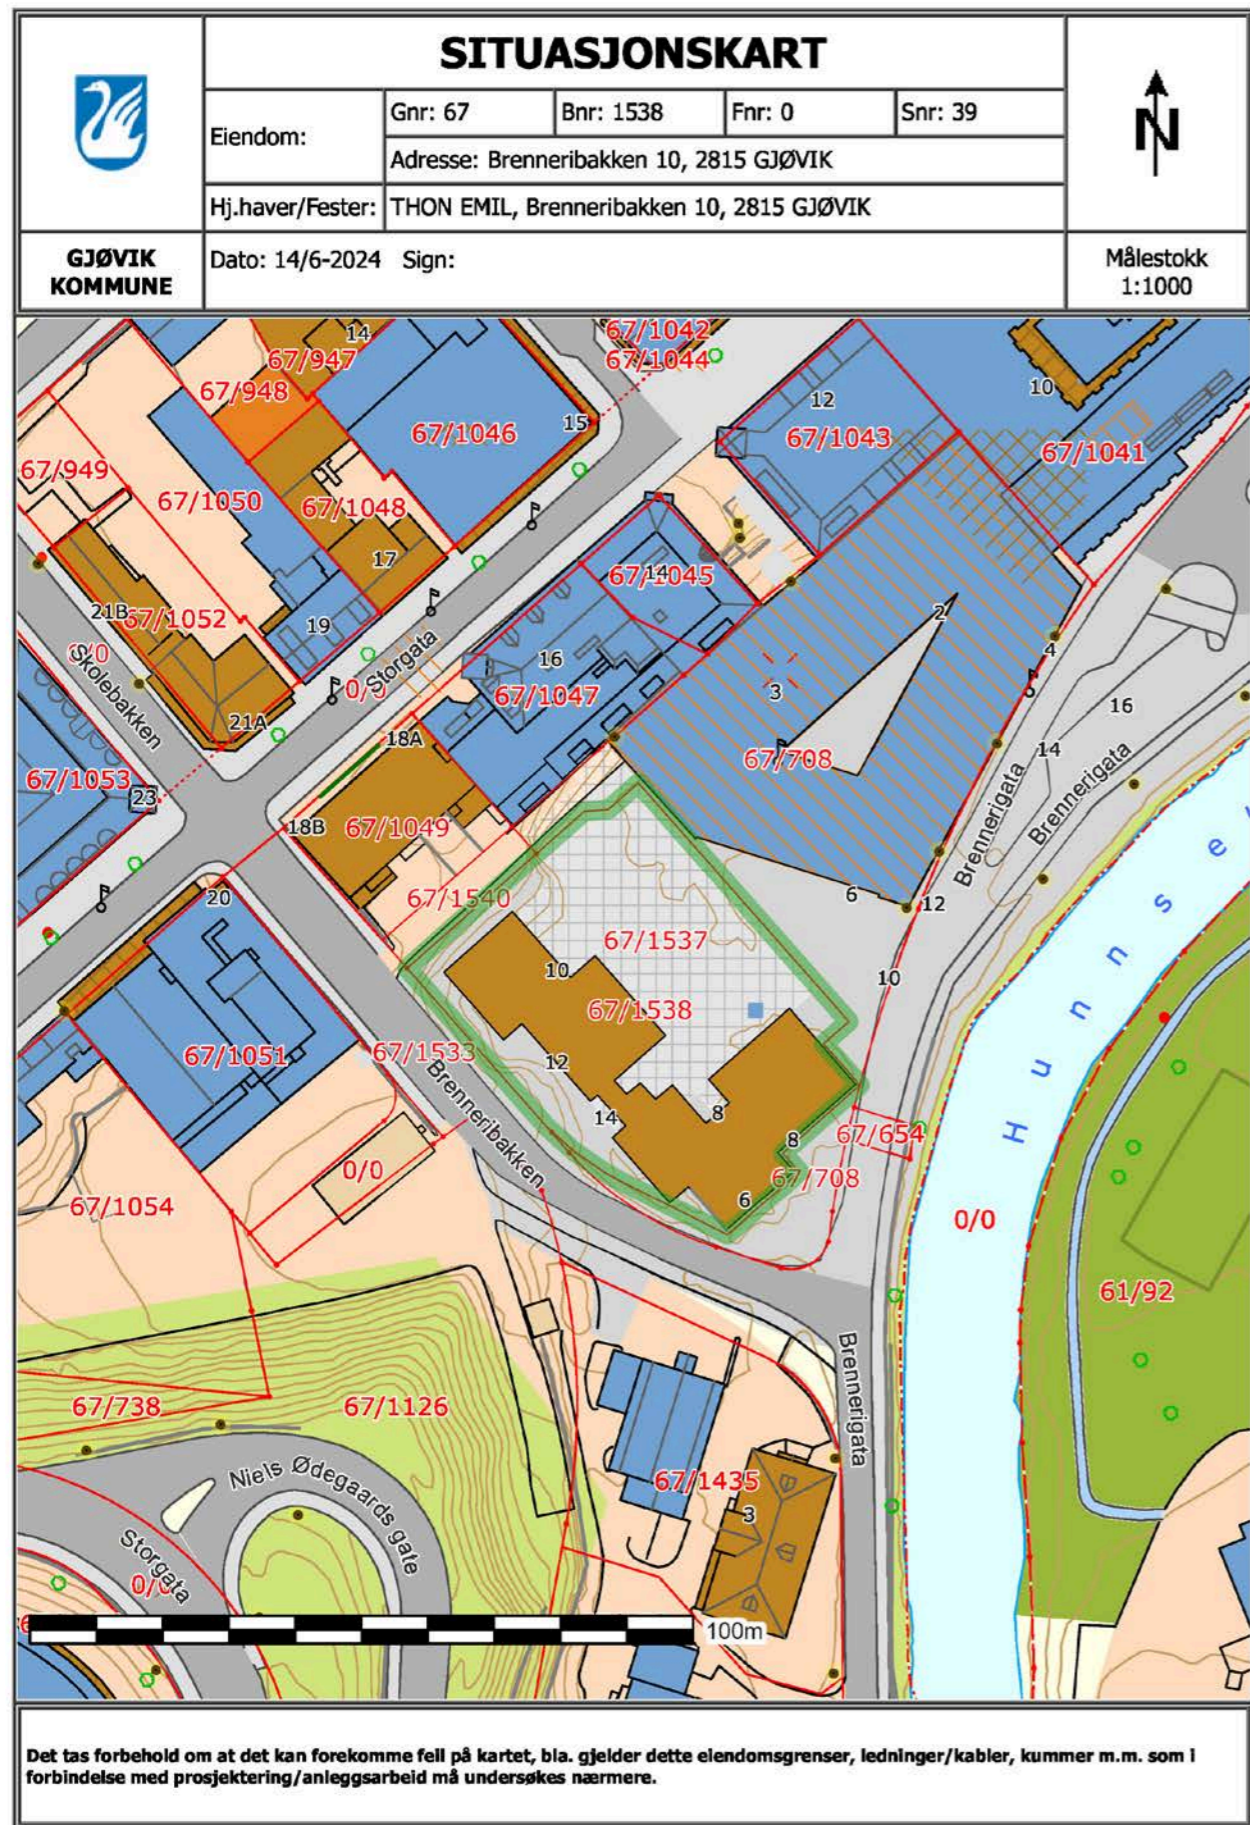 SITUASJONSKART
Eiendom:
Gnr: 67
Bnr: 1538
Fnr: 0
Snr: 39
Adresse: Brenneribakken 10, 2815 GJØVIK
Hj.haver/Fester:
THON EMIL, Brenneribakken 10, 2815 GJØVIK
N
GJØVIK
KOMMUNE
Dato: 14/6-2024 Sign:
Målestokk
1:1000
67/1042
67/1044
14
67/947
67/948
10
12
15
67/1046
67/1043
67/1041
67/949
67/1050
67/1048
17
14
67/1045
21B
67/1052
19
2
Skolebakken
0/0
16
4
Storgata
0/0
3
67/1047
16
21A
18A
14
67/1053
67/708
Brennerigata
23
Brennerigata
18B
67/1049
67/1540
6
12
20
67/1537
10
10
Hunnselv
67/1538
67/1051
67/1533
12
Brenneribakken
14
8
8
67/654
0/0
67/708
67/1054
6
0/0
61/92
Brennerigata
67/738
67/1126
Niels Ødegaards gate
67/1435
3
Storgata
0/0
6
100m
Det tas forbehold om at det kan forekomme feil på kartet, bla. gjelder dette eiendomsgrenser, ledninger/kabler, kummer m.m. som i
forbindelse med prosjektering/anleggsarbeid må undersøkes nærmere.